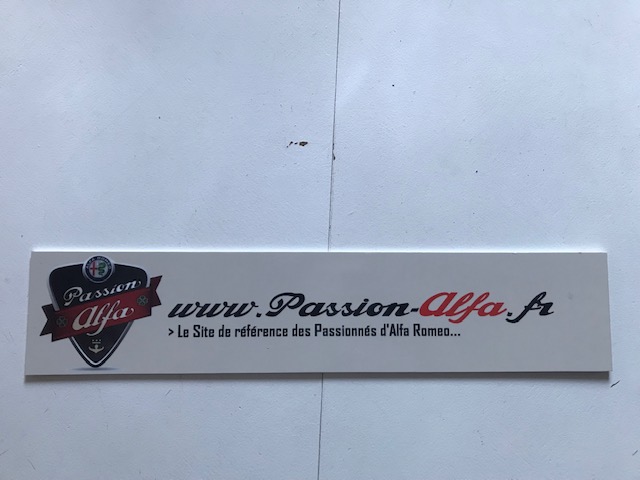 Passion
Alfa
www.Passion-Alfa.fr
> Le Site de référence des Passionnés d'Alfa Romeo...